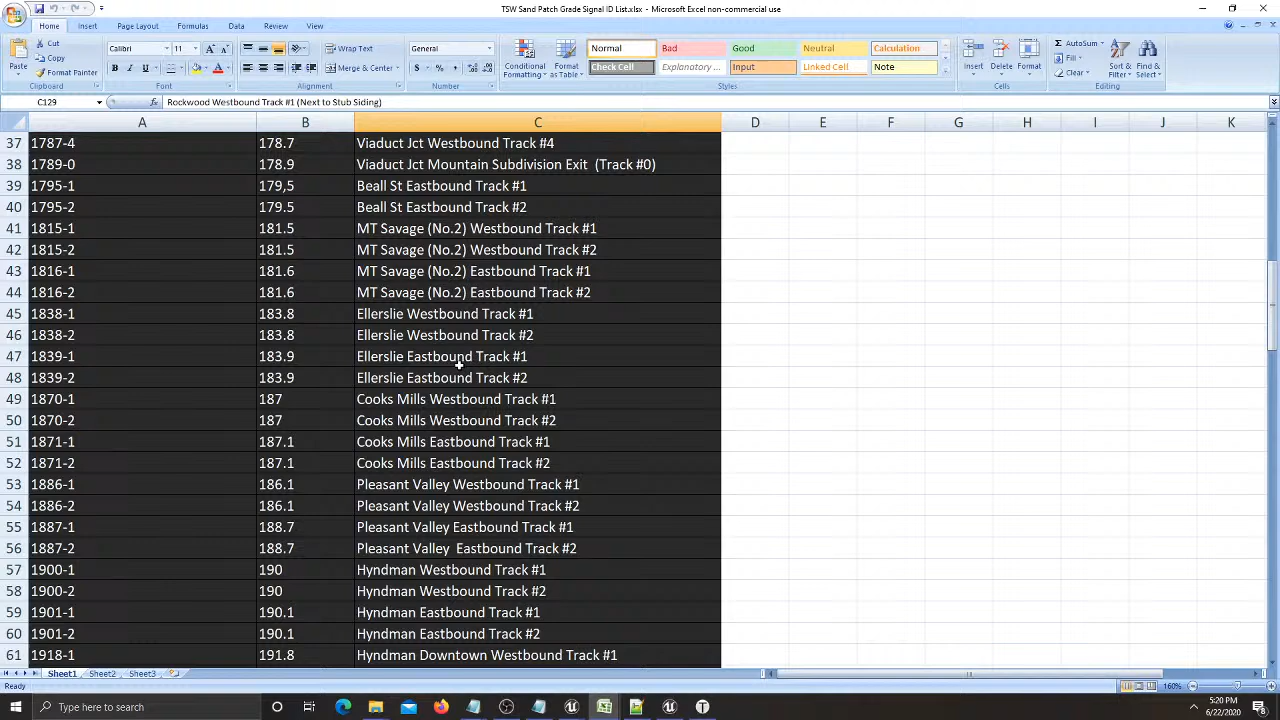 TSW Sand Patch Grade Signal ID List.xlsx - Microsoft Excel non-commercial use
Home Insert Page Layout Formulas Data Review View
Cut Calibri 11 Wrap Text General Normal Bad Good Neutral Calculation AutoSum
Copy Fill
Paste Format Painter B I U Merge & Center $ % , Conditional Formatting Format as Table Check Cell Explanatory ... Input Linked Cell Note Insert Delete Format Clear Sort & Filter Find & Select
Clipboard Font Alignment Number Styles Cells Editing
C129 Rockwood Westbound Track #1 (Next to Stub Siding)
A B C D E F G H I J K
37 1787-4 178.7 Viaduct Jct Westbound Track #4
38 1789-0 178.9 Viaduct Jct Mountain Subdivision Exit (Track #0)
39 1795-1 179,5 Beall St Eastbound Track #1
40 1795-2 179.5 Beall St Eastbound Track #2
41 1815-1 181.5 MT Savage (No.2) Westbound Track #1
42 1815-2 181.5 MT Savage (No.2) Westbound Track #2
43 1816-1 181.6 MT Savage (No.2) Eastbound Track #1
44 1816-2 181.6 MT Savage (No.2) Eastbound Track #2
45 1838-1 183.8 Ellerslie Westbound Track #1
46 1838-2 183.8 Ellerslie Westbound Track #2
47 1839-1 183.9 Ellerslie Eastbound Track #1
48 1839-2 183.9 Ellerslie Eastbound Track #2
49 1870-1 187 Cooks Mills Westbound Track #1
50 1870-2 187 Cooks Mills Westbound Track #2
51 1871-1 187.1 Cooks Mills Eastbound Track #1
52 1871-2 187.1 Cooks Mills Eastbound Track #2
53 1886-1 186.1 Pleasant Valley Westbound Track #1
54 1886-2 186.1 Pleasant Valley Westbound Track #2
55 1887-1 188.7 Pleasant Valley Eastbound Track #1
56 1887-2 188.7 Pleasant Valley Eastbound Track #2
57 1900-1 190 Hyndman Westbound Track #1
58 1900-2 190 Hyndman Westbound Track #2
59 1901-1 190.1 Hyndman Eastbound Track #1
60 1901-2 190.1 Hyndman Eastbound Track #2
61 1918-1 191.8 Hyndman Downtown Westbound Track #1
Sheet1 Sheet2 Sheet3
Ready 160%
Type here to search 5:20 PM
6/22/2020